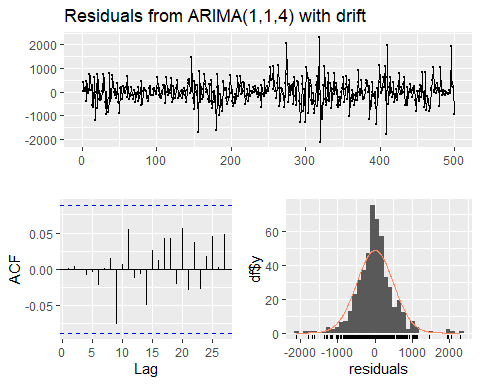 Residuals from ARIMA(1,1,4) with drift
2000
1000
0
-1000
-2000
0 100 200 300 400 500
0.05
0.00
-0.05
ACF
0 5 10 15 20 25
Lag
60
40
20
0
df$y
-2000 -1000 0 1000 2000
residuals